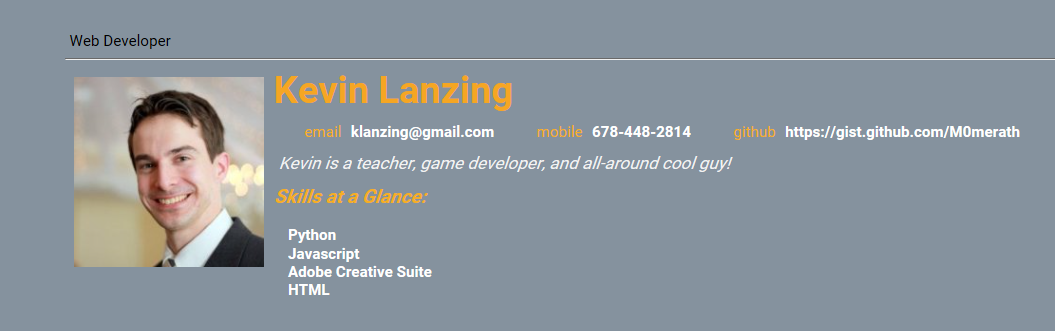 Web Developer
Kevin Lanzing
email klanzing@gmail.com mobile 678-448-2814 github https://gist.github.com/M0merath
Kevin is a teacher, game developer, and all-around cool guy!
Skills at a Glance:
Python
Javascript
Adobe Creative Suite
HTML